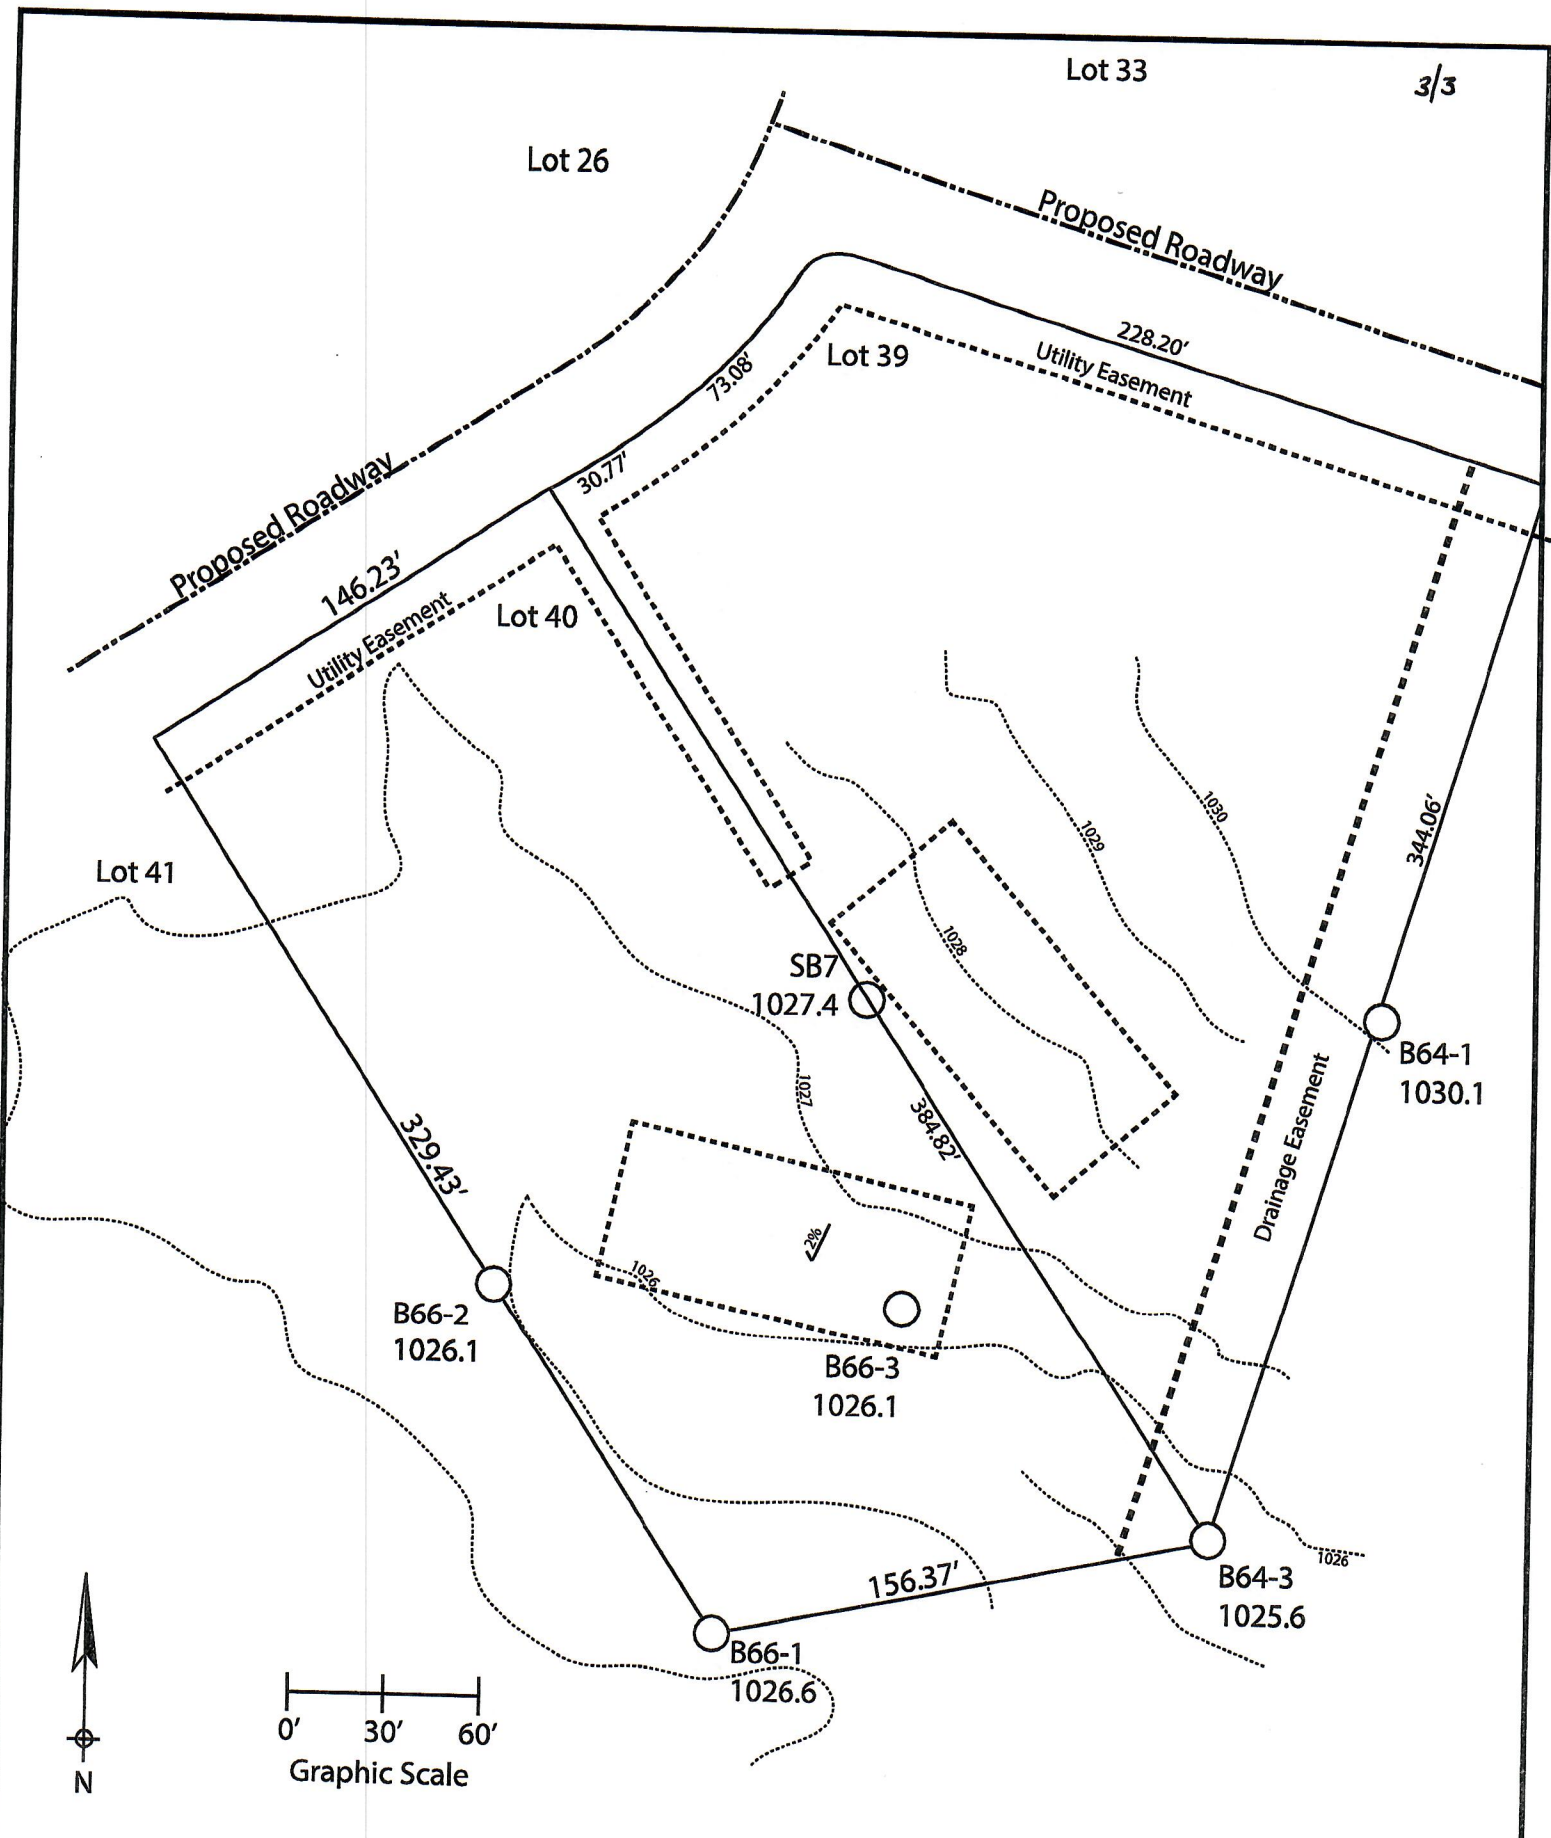 Lot 33
3/3
Lot 26
Proposed Roadway
228.20'
Utility Easement
Lot 39
73.08'
30.77'
Proposed Roadway
146.23'
Utility Easement
Lot 40
Lot 41
1030
1029
344.06'
1028
SB7
1027.4
B64-1
1030.1
1027
384.82'
329.43'
Drainage Easement
2%
1026
B66-2
1026.1
B66-3
1026.1
1026
156.37'
B64-3
1025.6
B66-1
1026.6
0' 30' 60'
Graphic Scale
N